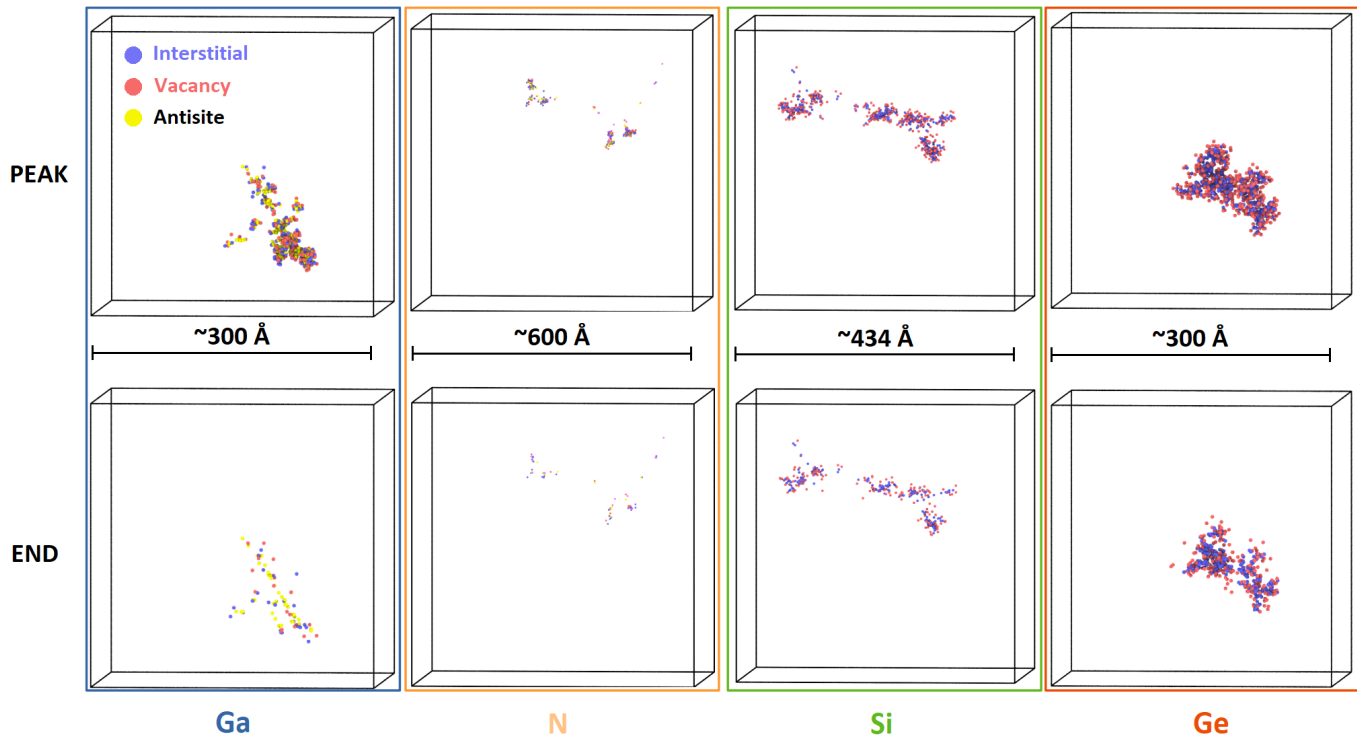 Interstitial
Vacancy
Antisite
PEAK
~300 Å
~600 Å
~434 Å
~300 Å
END
Ga
N
Si
Ge